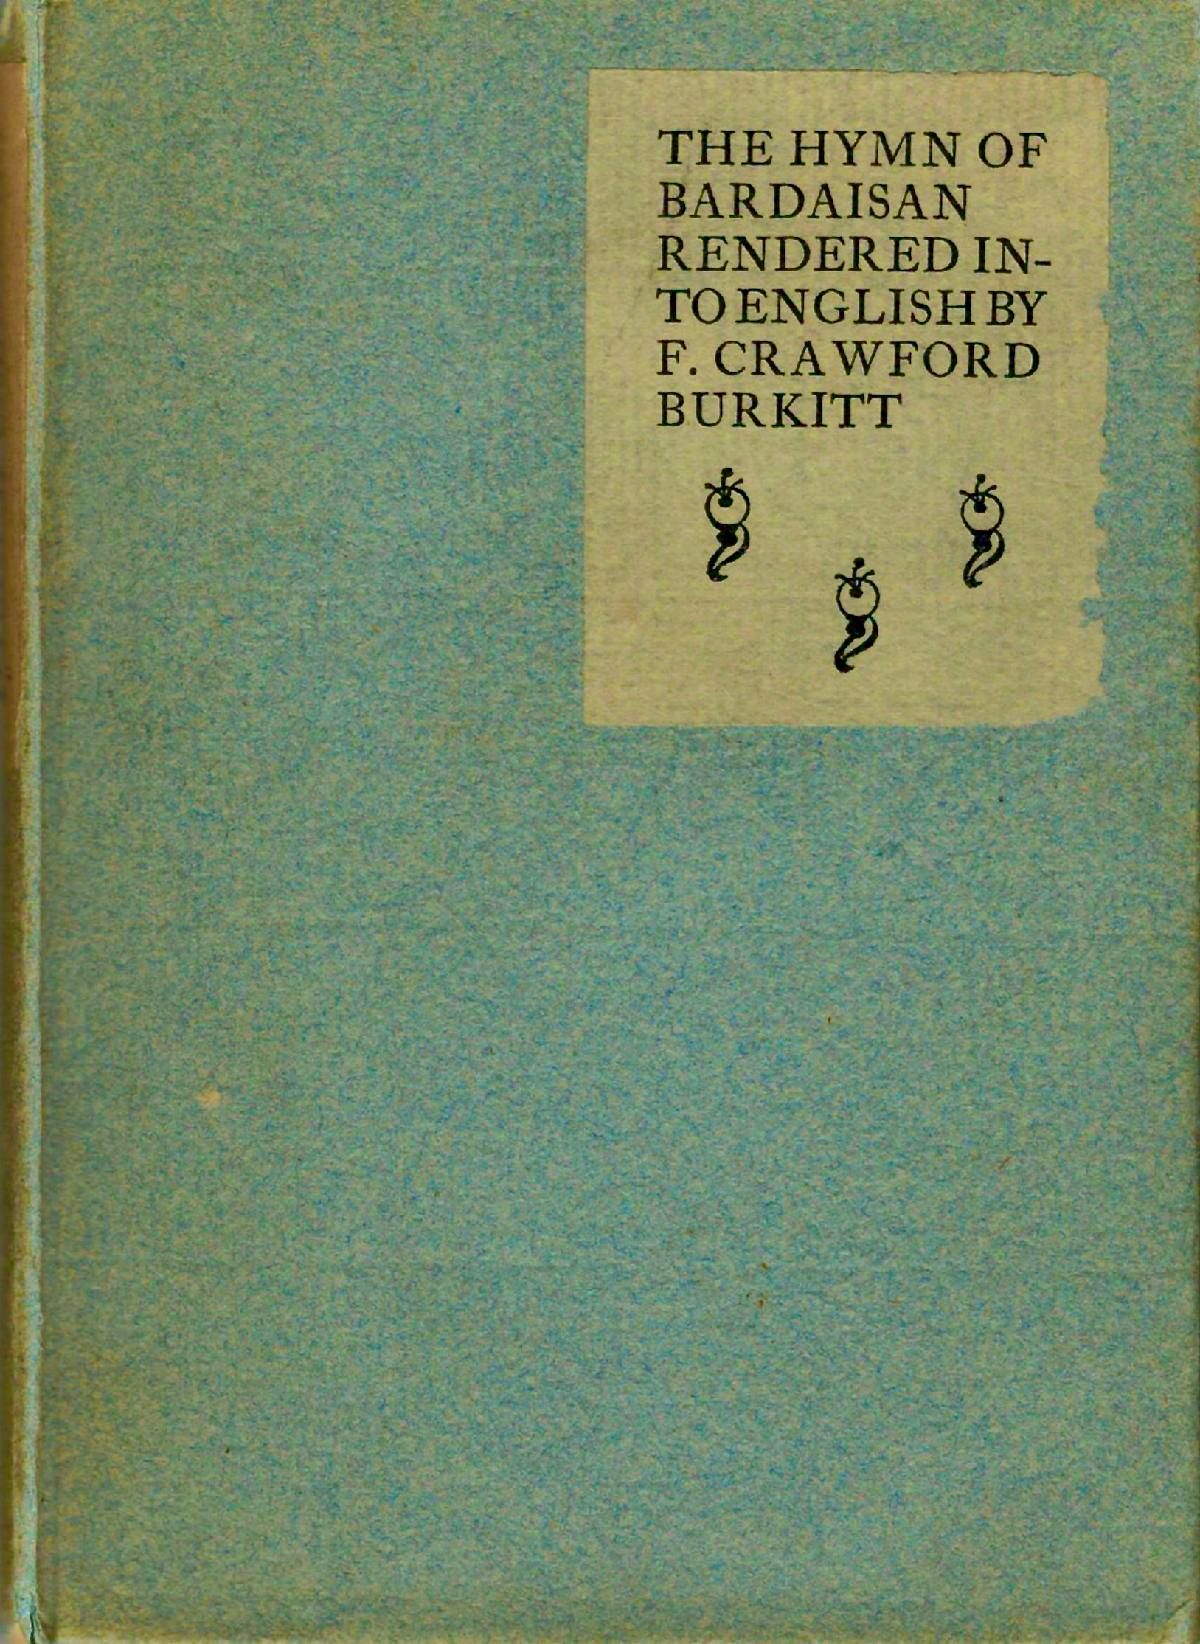 THE HYMN OF
BARDAISAN
RENDERED IN-
TO ENGLISH BY
F. CRAWFORD
BURKITT